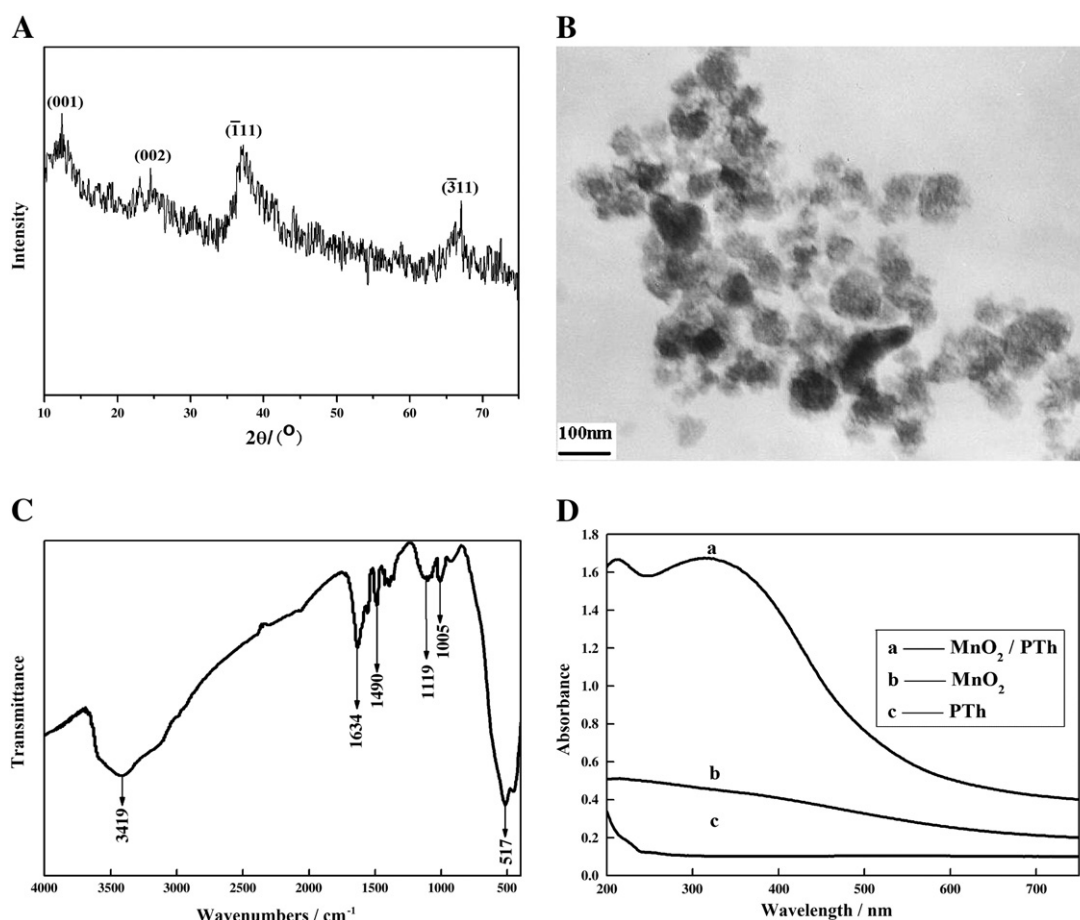 A
(001)
(002)
(1̅11)
(3̅11)
Intensity
10 20 30 40 50 60 70
2θ/(O)
B
100nm
C
Transmittance
3419
1634
1490
1119
1005
517
4000 3000 2500 2000 1500 1000 500
Wavenumbers / cm⁻¹
D
Absorbance
1.8
1.6
1.4
1.2
1.0
0.8
0.6
0.4
0.2
0.0
a
b
c
a MnO₂ / PTh
b MnO₂
c PTh
200 300 400 500 600 700
Wavelength / nm